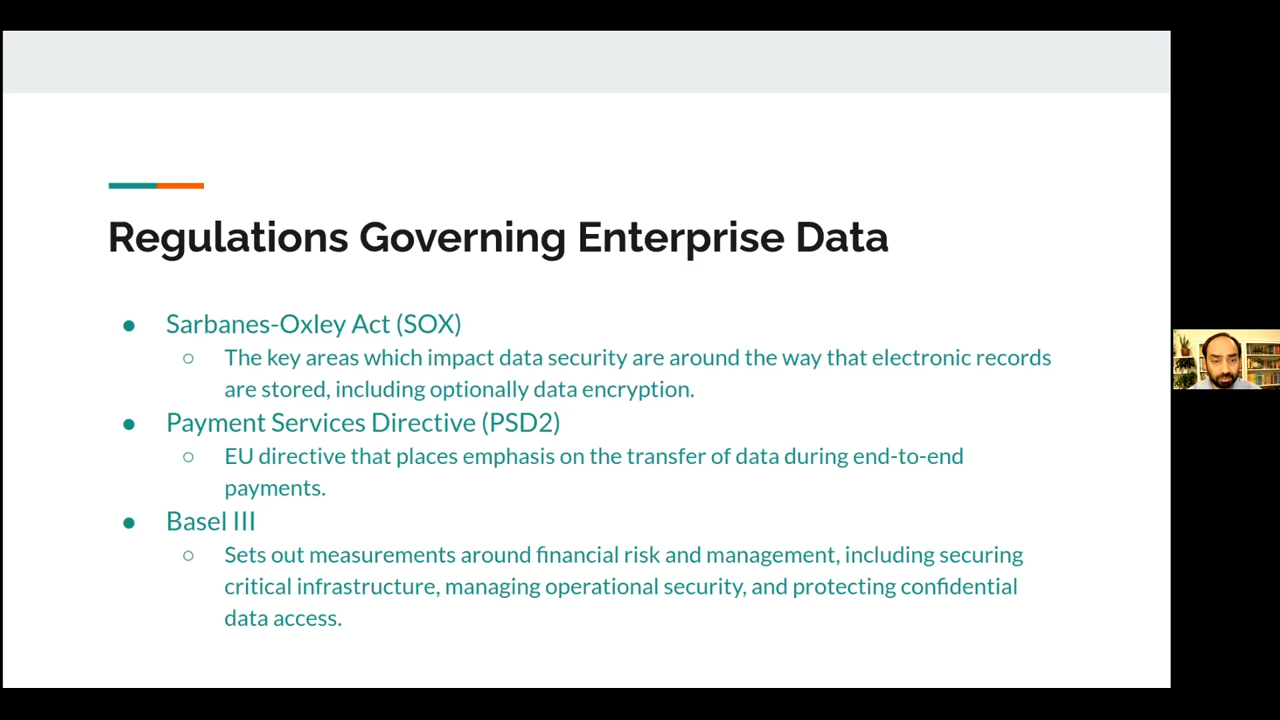 Regulations Governing Enterprise Data
● Sarbanes-Oxley Act (SOX)
○ The key areas which impact data security are around the way that electronic records
are stored, including optionally data encryption.
● Payment Services Directive (PSD2)
○ EU directive that places emphasis on the transfer of data during end-to-end
payments.
● Basel III
○ Sets out measurements around financial risk and management, including securing
critical infrastructure, managing operational security, and protecting confidential
data access.